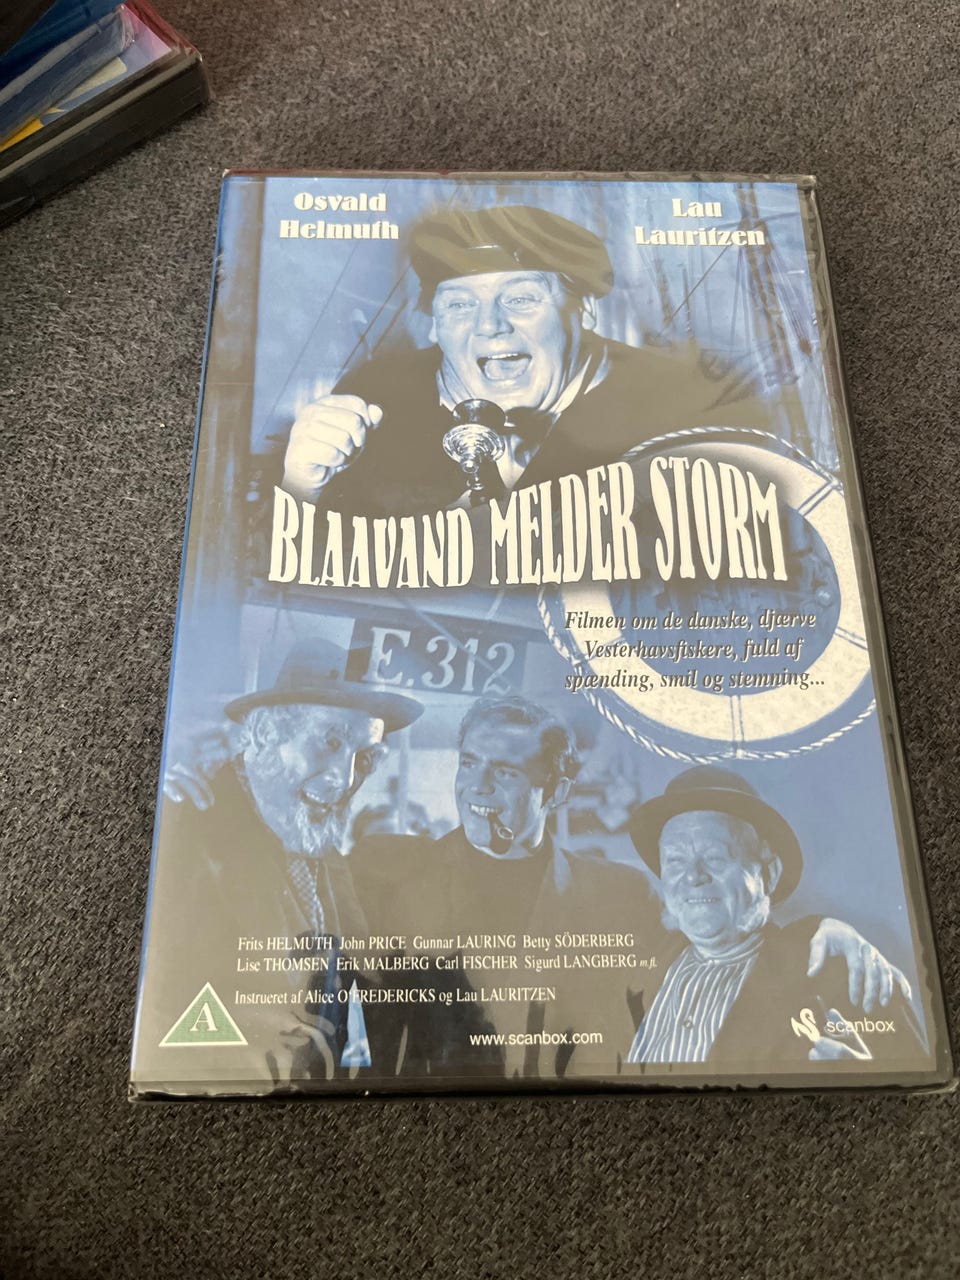 Osvald
Helmuth
Lau
Lauritzen
BLAAVAND MELDER STORM
Filmen om de danske, djærve
Vesterhavsfiskere, fuld af
spænding, smil og stemning...
E.312
Frits HELMUTH John PRICE Gunnar LAURING Betty SÖDERBERG
Lise THOMSEN Erik MALBERG Carl FISCHER Sigurd LANGBERG m.fl.
Instrueret af Alice O'FREDERICKS og Lau LAURITZEN
A
www.scanbox.com
scanbox